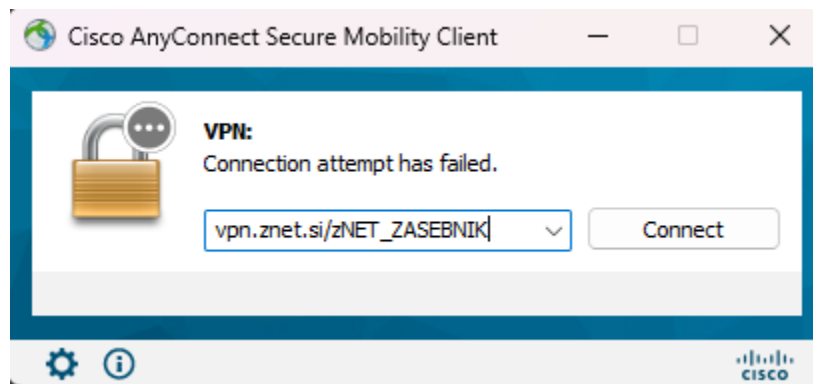 Cisco AnyConnect Secure Mobility Client
VPN:
Connection attempt has failed.
vpn.znet.si/zNET_ZASEBNIK
Connect
CISCO